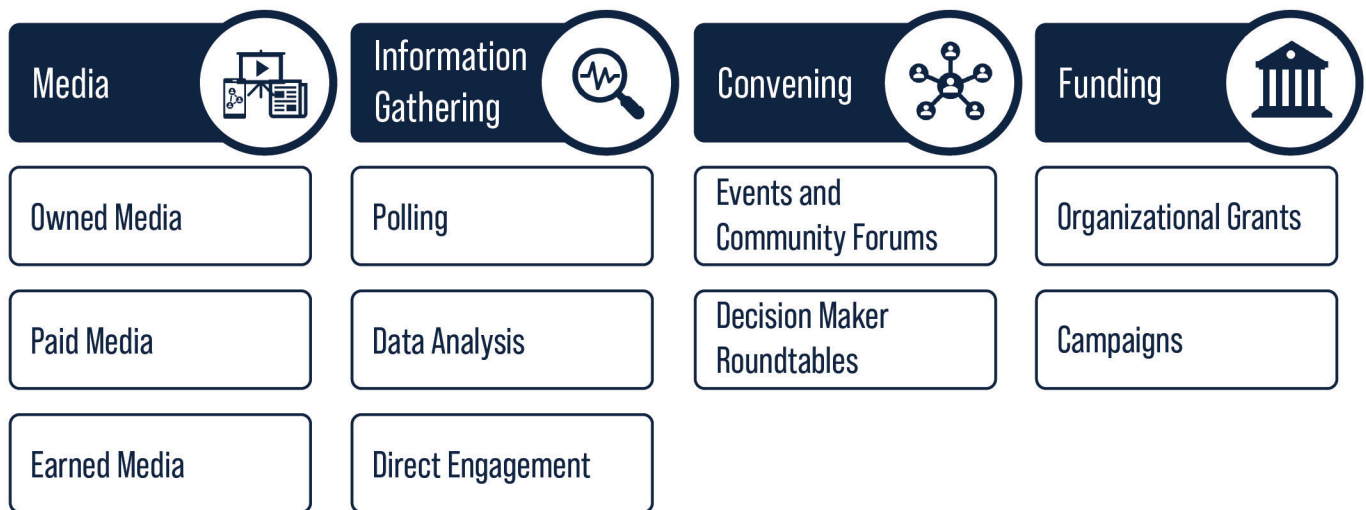 Media
Owned Media
Paid Media
Earned Media
Information
Gathering
Polling
Data Analysis
Direct Engagement
Convening
Events and
Community Forums
Decision Maker
Roundtables
Funding
Organizational Grants
Campaigns